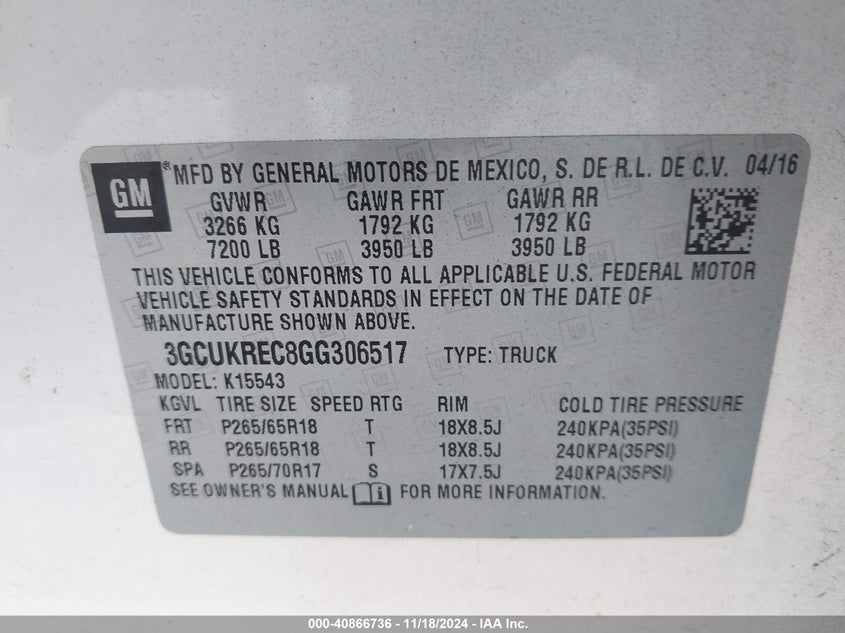 GM ® MFD BY GENERAL MOTORS DE MEXICO, S. DE R.L. DE C.V. 04/16
GVWR GAWR FRT GAWR RR
3266 KG 1792 KG 1792 KG
7200 LB 3950 LB 3950 LB
THIS VEHICLE CONFORMS TO ALL APPLICABLE U.S. FEDERAL MOTOR
VEHICLE SAFETY STANDARDS IN EFFECT ON THE DATE OF
MANUFACTURE SHOWN ABOVE.
3GCUKREC8GG306517 TYPE: TRUCK
MODEL: K15543
KGVL TIRE SIZE SPEED RTG RIM COLD TIRE PRESSURE
FRT P265/65R18 T 18X8.5J 240KPA(35PSI)
RR P265/65R18 T 18X8.5J 240KPA(35PSI)
SPA P265/70R17 S 17X7.5J 240KPA(35PSI)
SEE OWNER'S MANUAL FOR MORE INFORMATION.
000-40866736 - 11/18/2024 - IAA Inc.